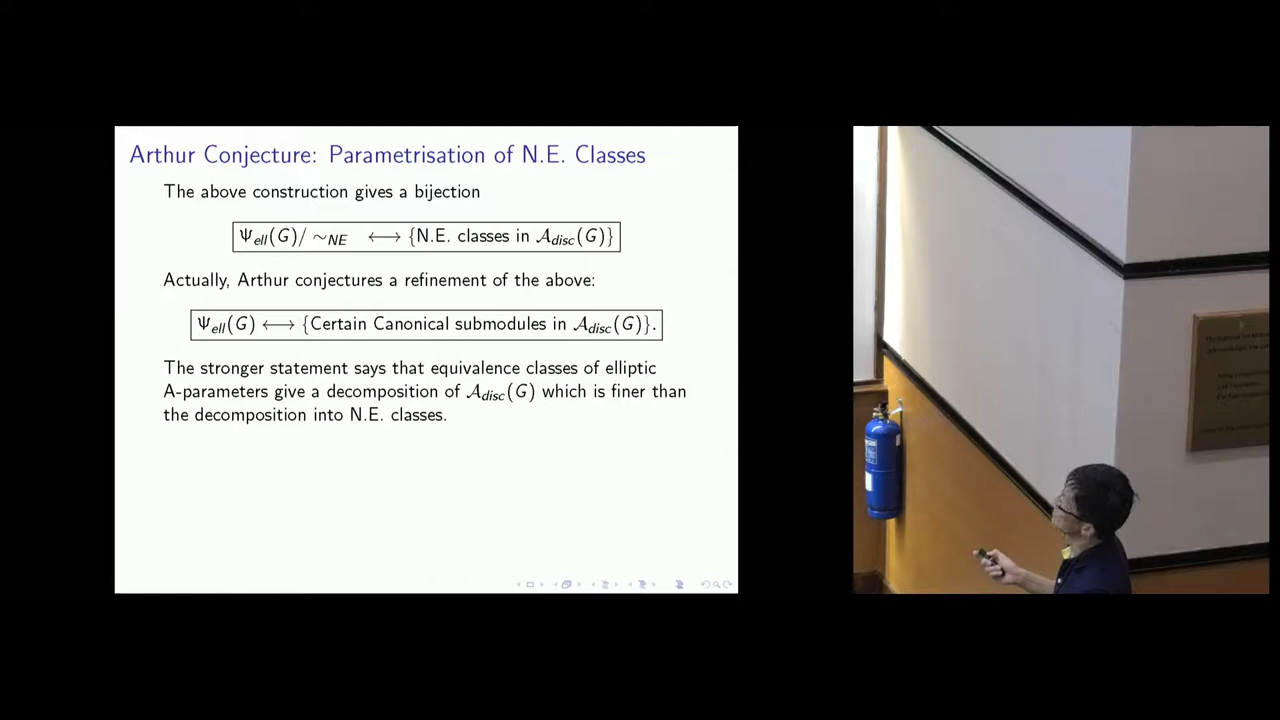 Arthur Conjecture: Parametrisation of N.E. Classes
The above construction gives a bijection
Ψ_ell(G)/ ∼_NE ⟷ {N.E. classes in 𝒜_disc(G)}
Actually, Arthur conjectures a refinement of the above:
Ψ_ell(G) ⟷ {Certain Canonical submodules in 𝒜_disc(G)}.
The stronger statement says that equivalence classes of elliptic
A-parameters give a decomposition of 𝒜_disc(G) which is finer than
the decomposition into N.E. classes.